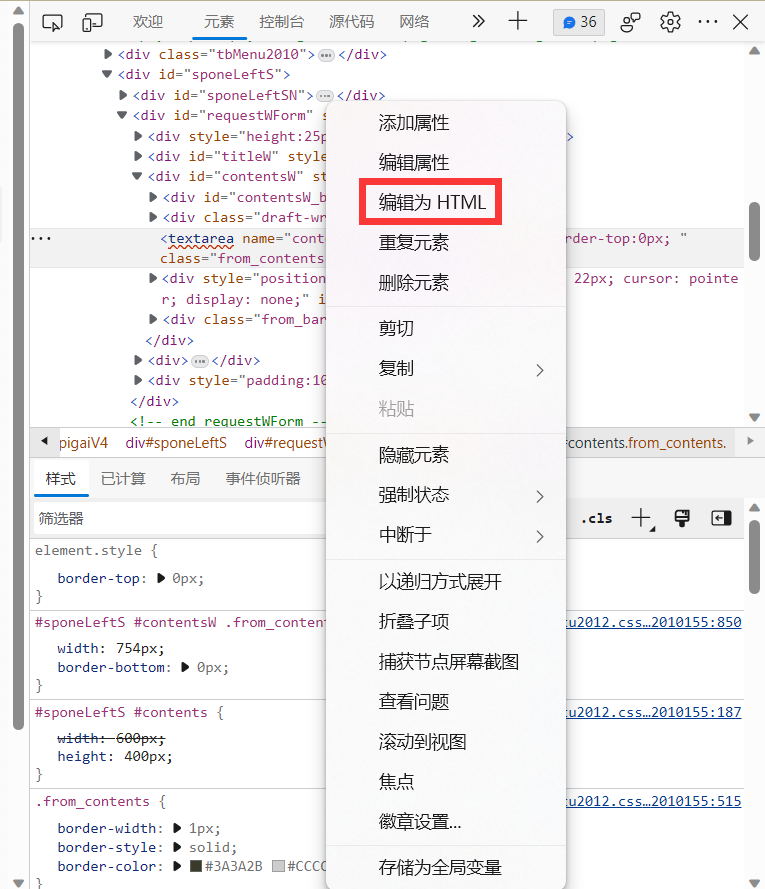 欢迎 元素 控制台 源代码 网络 36
▶<div class="tbMenu2010">…</div>
▼<div id="sponeLeftS">
▶<div id="sponeLeftSN">…</div>
▼<div id="requestWForm" s
▶<div style="height:25p >
▶<div id="titleW" style
▼<div id="contentsW" st
▶<div id="contentsW_b
▶<div class="draft-wr
<textarea name="conte rder-top:0px; "
class="from_contents
▶<div style="position 22px; cursor: pointe
r; display: none;" i
▶<div class="from_bar
</div>
▶<div>…</div>
▶<div style="padding:10
</div>
<!-- end requestWForm --
添加属性
编辑属性
编辑为 HTML
重复元素
删除元素
剪切
复制
粘贴
隐藏元素
强制状态
中断于
以递归方式展开
折叠子项
捕获节点屏幕截图
查看问题
滚动到视图
焦点
徽章设置...
存储为全局变量
pigaiV4 div#sponeLeftS div#requestW #contents.from_contents.
样式 已计算 布局 事件侦听器
筛选器 .cls
element.style {
border-top: ▶ 0px;
}
#sponeLeftS #contentsW .from_content tu2012.css…2010155:850
width: 754px;
border-bottom: ▶ 0px;
}
#sponeLeftS #contents { tu2012.css…2010155:187
width: 600px;
height: 400px;
}
.from_contents { tu2012.css…2010155:515
border-width: ▶ 1px;
border-style: ▶ solid;
border-color: ▶ #3A3A2B #CCCC
}